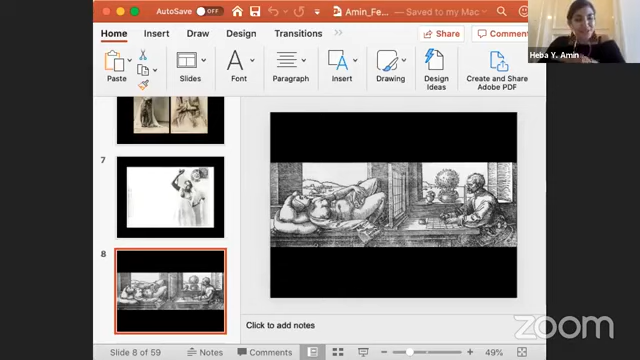 AutoSave OFF Amin_Fe... — Saved to my Mac
Home Insert Draw Design Transitions Share Commen
Paste Slides Font Paragraph Insert Drawing Design Ideas Create and Share Adobe PDF
Heba Y. Amin
7
8
Click to add notes
zoom
Slide 8 of 59 Notes Comments 49%